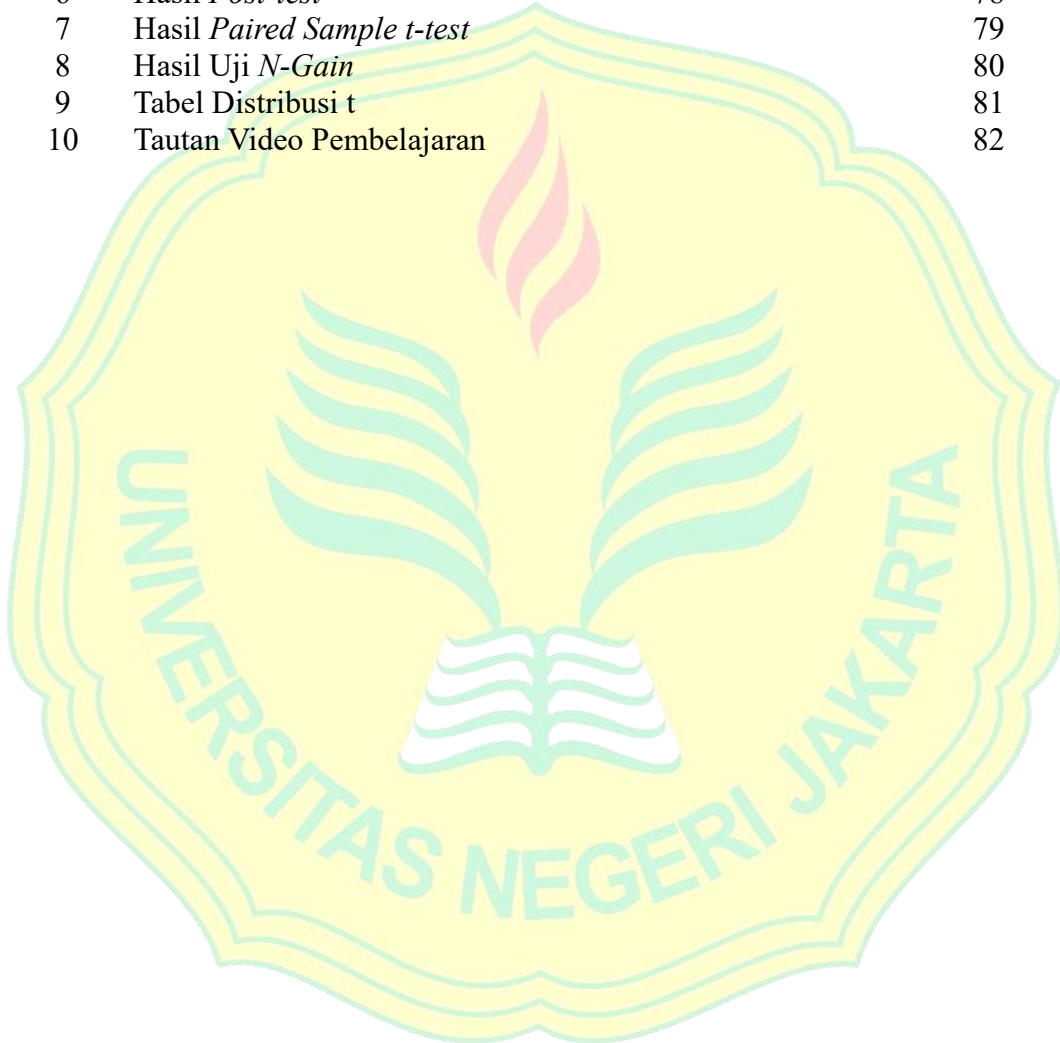 7 Hasil Paired Sample t-test 79
8 Hasil Uji N-Gain 80
9 Tabel Distribusi t 81
10 Tautan Video Pembelajaran 82
UNIVERSITAS NEGERI JAKARTA